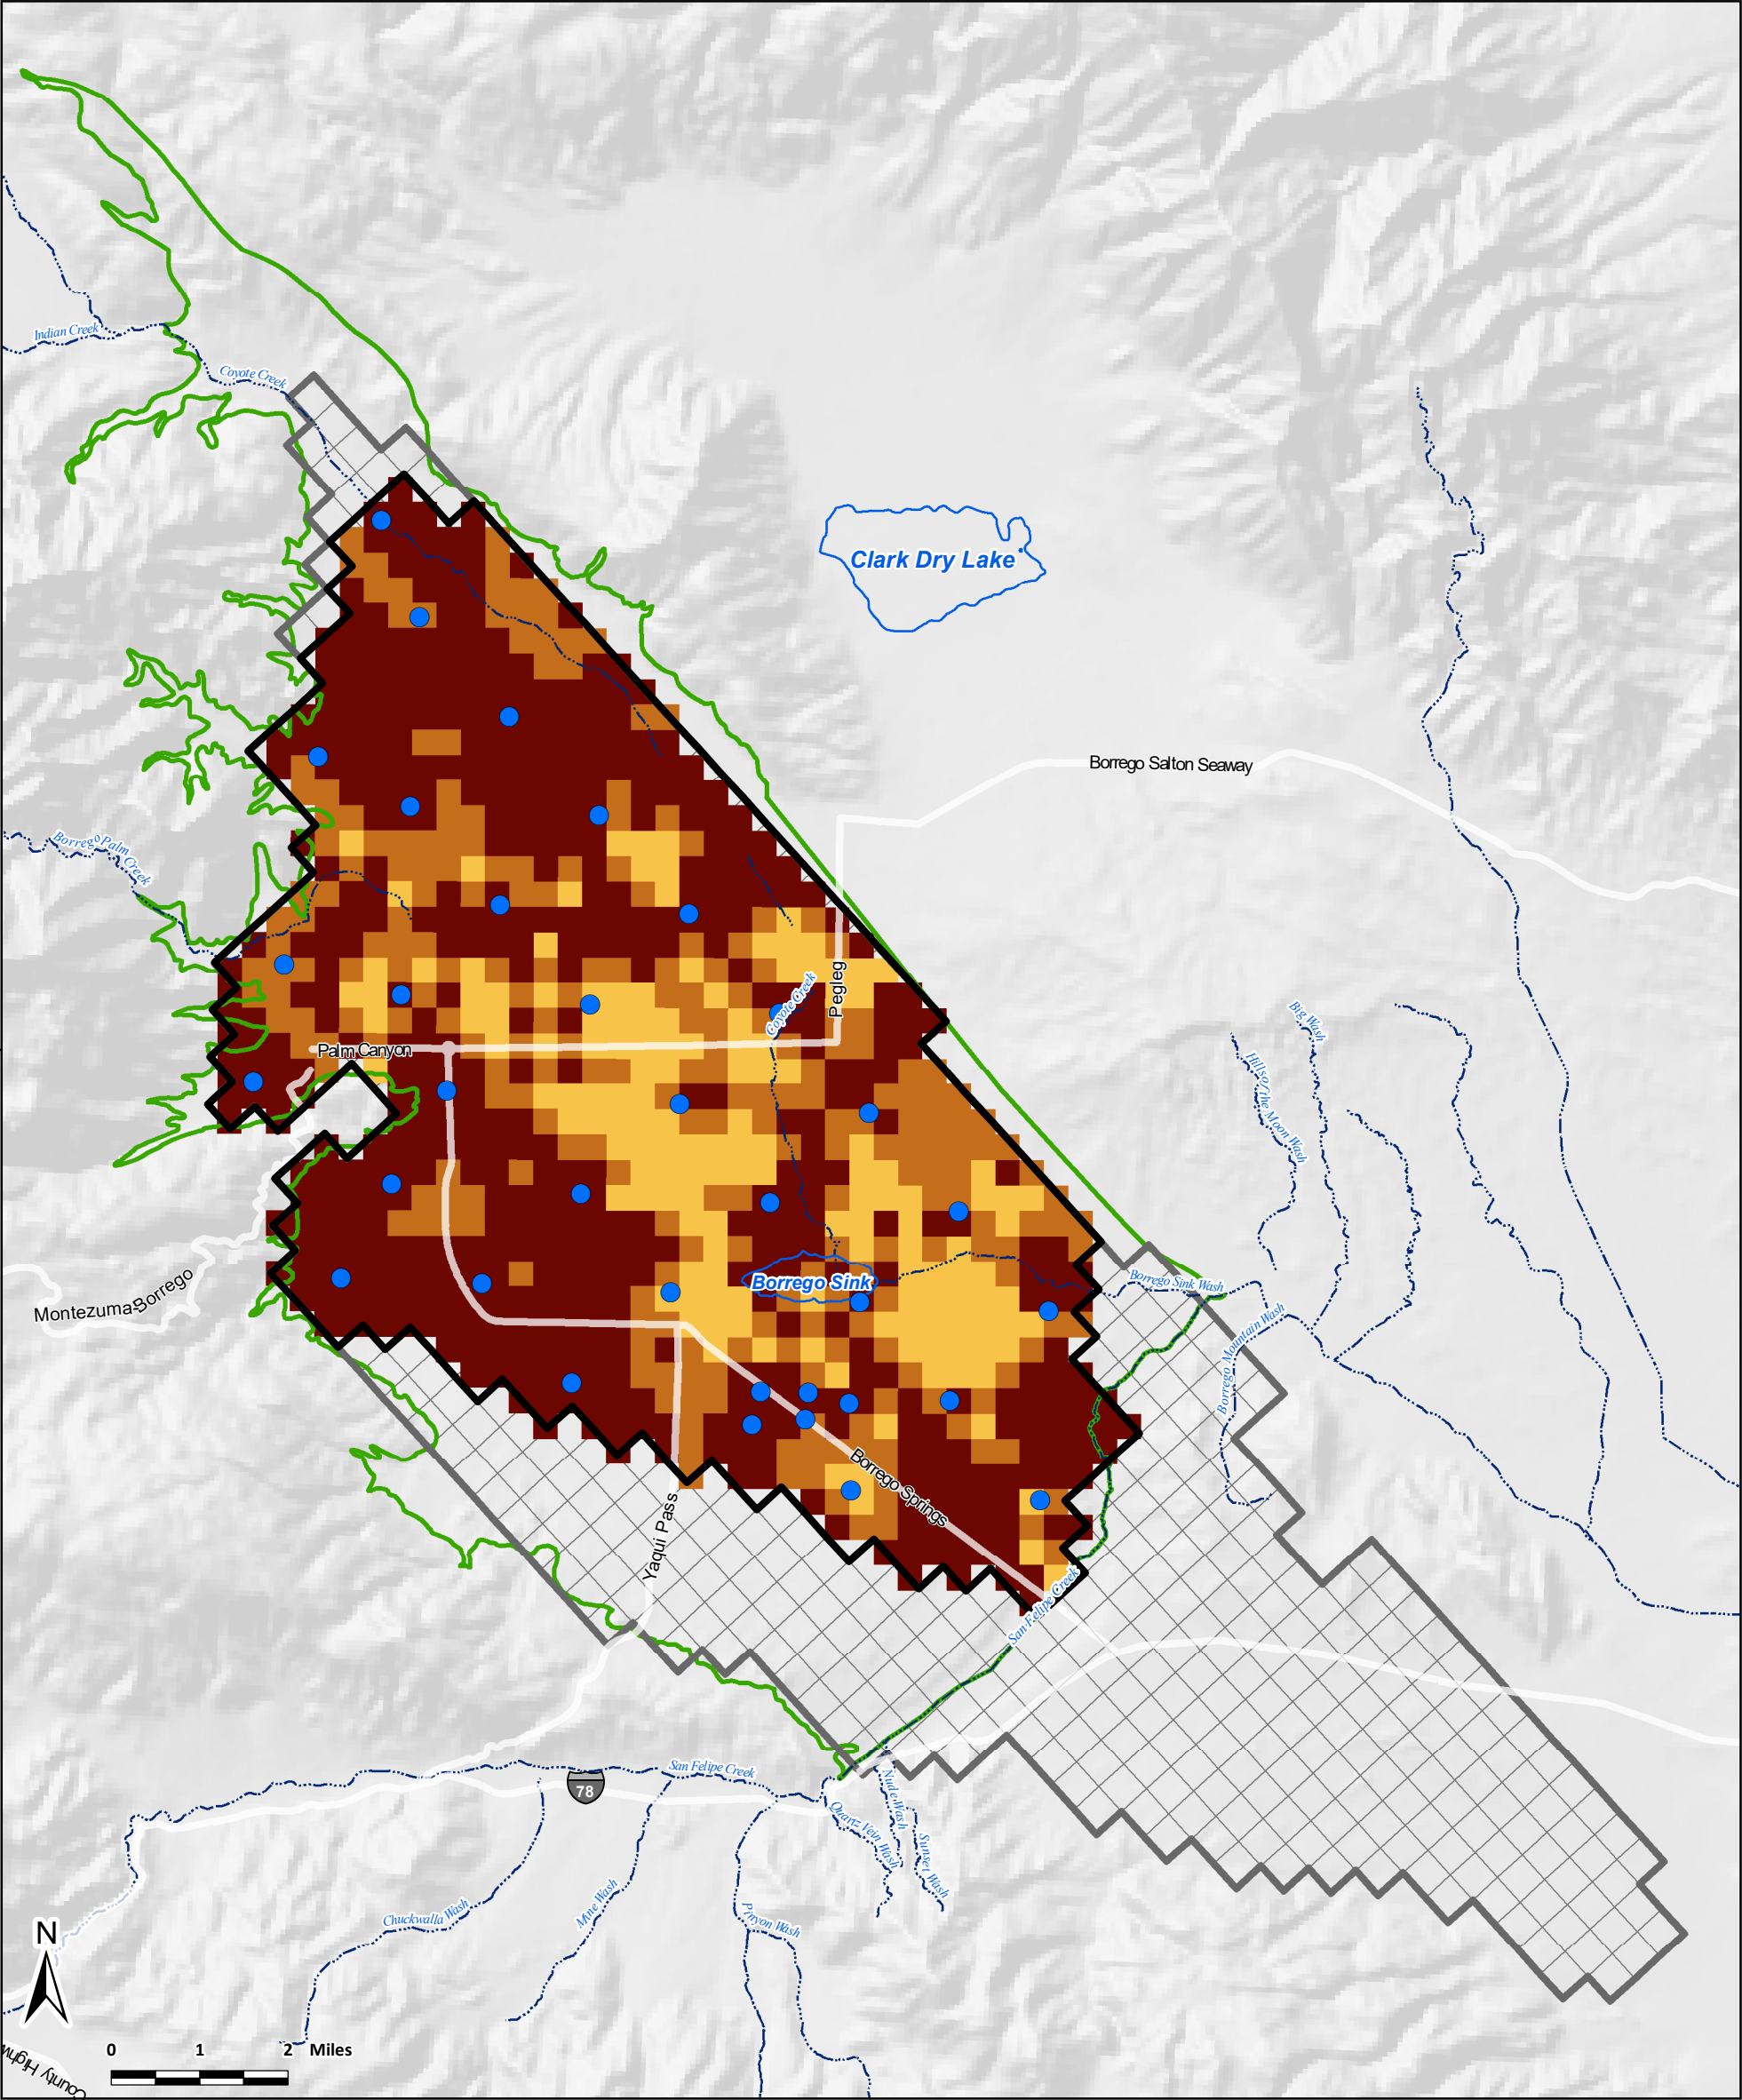 Indian Creek
Coyote Creek
Clark Dry Lake
Borrego Salton Seaway
Borrego Palm Creek
Pegleg
Coyote Creek
Palm Canyon
Big Wash
Hills of the Moon Wash
Borrego Sink
Borrego Sink Wash
Montezuma-Borrego
Borrego Mountain Wash
Borrego Springs
Yaqui Pass
San Felipe Creek
San Felipe Creek
78
Nude Wash
Quartz Vein Wash
Sunset Wash
Chuckwalla Wash
Mine Wash
Pinyon Wash
N
0 1 2 Miles
County